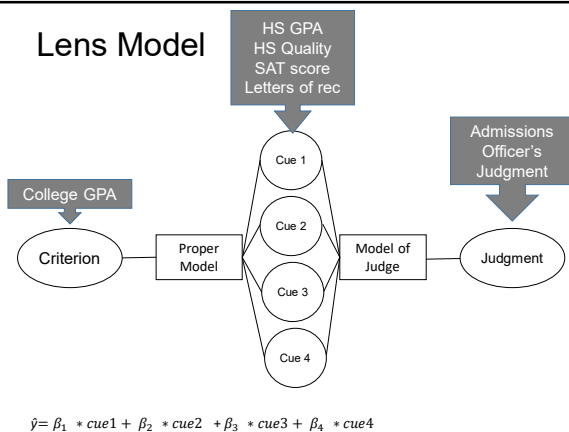 Lens Model
HS GPA
HS Quality
SAT score
Letters of rec
Admissions
Officer's
Judgment
College GPA
Cue 1
Cue 2
Cue 3
Cue 4
Criterion
Proper
Model
Model of
Judge
Judgment
ŷ= β₁ * cue1 + β₂ * cue2 + β₃ * cue3 + β₄ * cue4